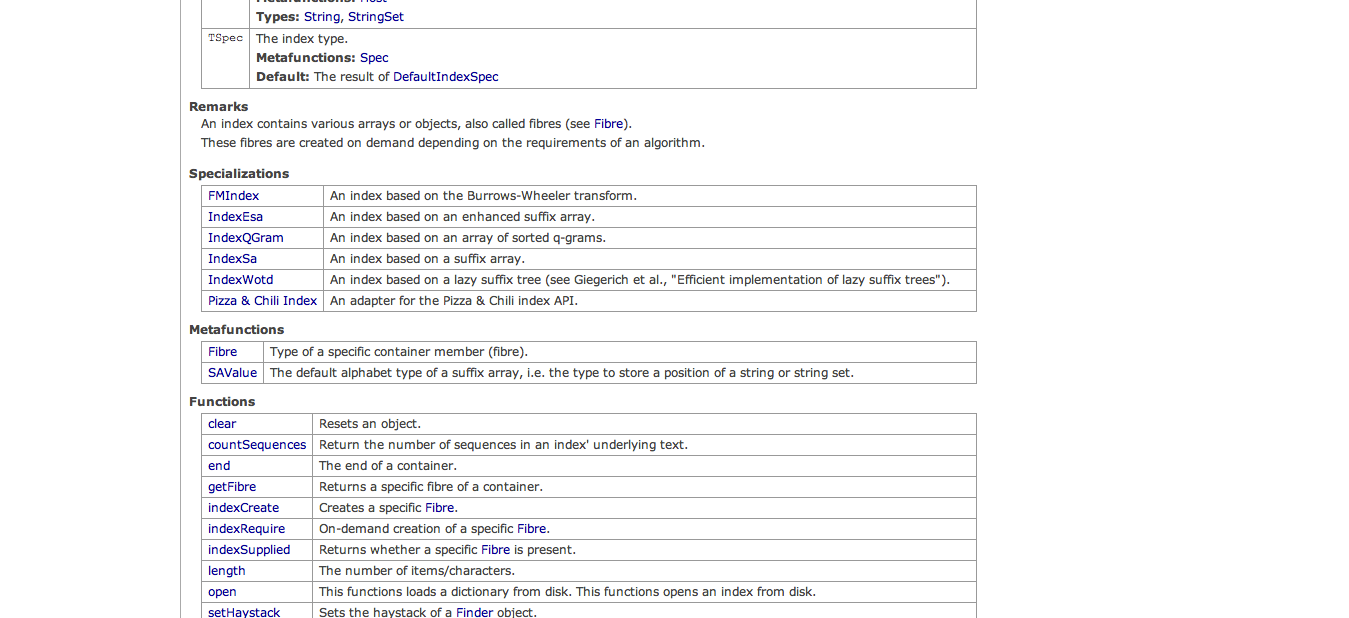 Metafunctions: Host
Types: String, StringSet
TSpec The index type.
Metafunctions: Spec
Default: The result of DefaultIndexSpec
Remarks
An index contains various arrays or objects, also called fibres (see Fibre).
These fibres are created on demand depending on the requirements of an algorithm.
Specializations
FMIndex An index based on the Burrows-Wheeler transform.
IndexEsa An index based on an enhanced suffix array.
IndexQGram An index based on an array of sorted q-grams.
IndexSa An index based on a suffix array.
IndexWotd An index based on a lazy suffix tree (see Giegerich et al., "Efficient implementation of lazy suffix trees").
Pizza & Chili Index An adapter for the Pizza & Chili index API.
Metafunctions
Fibre Type of a specific container member (fibre).
SAValue The default alphabet type of a suffix array, i.e. the type to store a position of a string or string set.
Functions
clear Resets an object.
countSequences Return the number of sequences in an index' underlying text.
end The end of a container.
getFibre Returns a specific fibre of a container.
indexCreate Creates a specific Fibre.
indexRequire On-demand creation of a specific Fibre.
indexSupplied Returns whether a specific Fibre is present.
length The number of items/characters.
open This functions loads a dictionary from disk. This functions opens an index from disk.
setHaystack Sets the haystack of a Finder object.